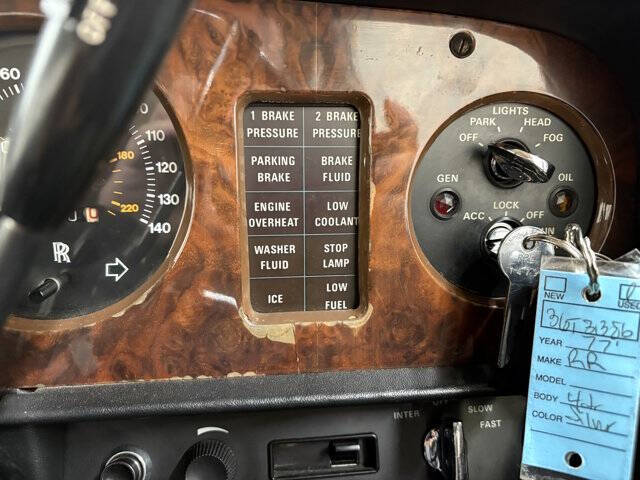 60
100
110
120
130
140
180
220
RR
1 BRAKE PRESSURE
2 BRAKE PRESSURE
PARKING BRAKE
BRAKE FLUID
ENGINE OVERHEAT
LOW COOLANT
WASHER FLUID
STOP LAMP
ICE
LOW FUEL
LIGHTS
PARK HEAD
OFF FOG
GEN OIL
LOCK
ACC OFF
INTER
SLOW
FAST
NEW USED
YEAR 77'
MAKE RR
MODEL
BODY 4dr
COLOR Silver